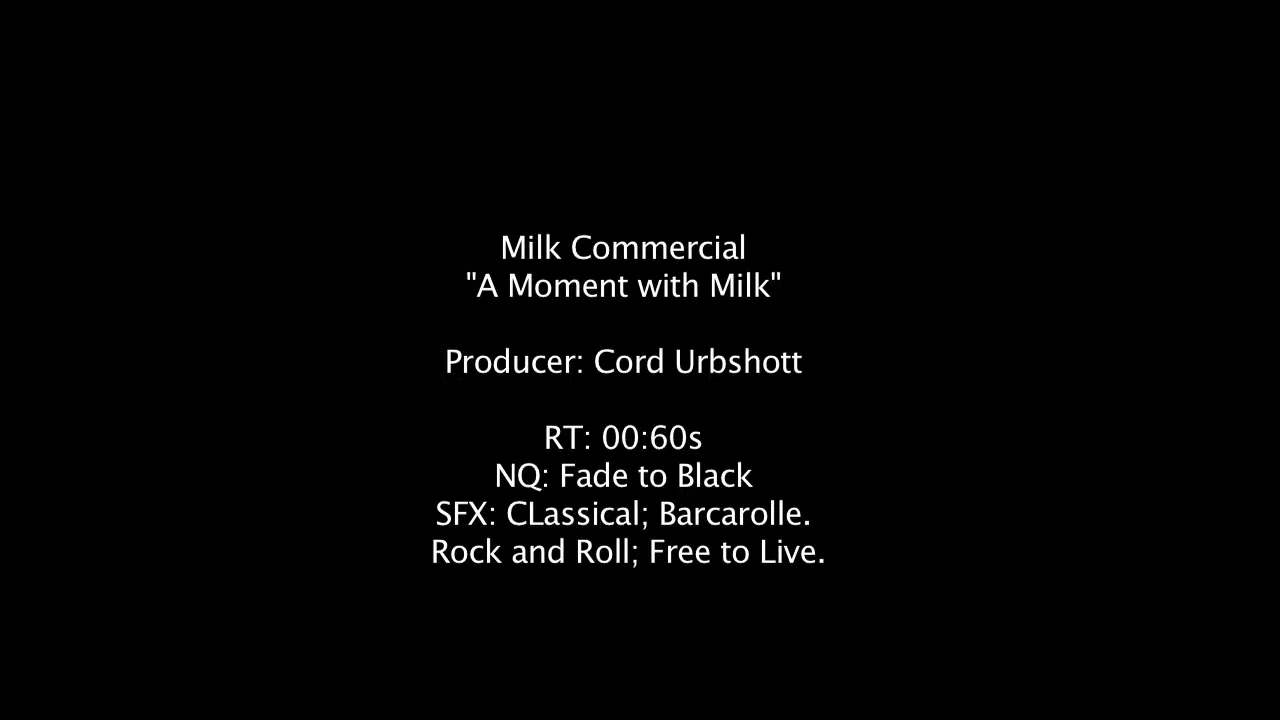 Milk Commercial
"A Moment with Milk"
Producer: Cord Urbshott
RT: 00:60s
NQ: Fade to Black
SFX: CLassical; Barcarolle.
Rock and Roll; Free to Live.